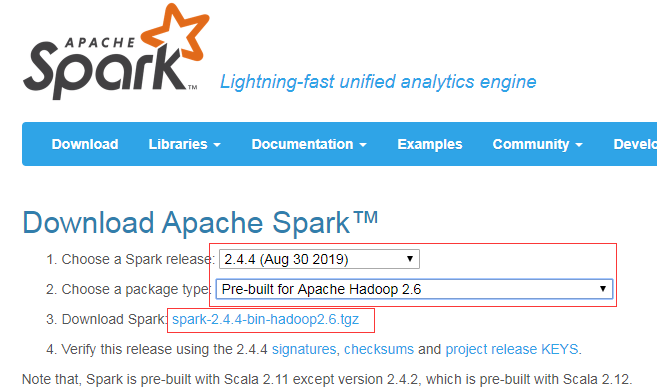 APACHE
Spark™ Lightning-fast unified analytics engine
Download Libraries Documentation Examples Community Develo
Download Apache Spark™
1. Choose a Spark release: 2.4.4 (Aug 30 2019)
2. Choose a package type: Pre-built for Apache Hadoop 2.6
3. Download Spark: spark-2.4.4-bin-hadoop2.6.tgz
4. Verify this release using the 2.4.4 signatures, checksums and project release KEYS.
Note that, Spark is pre-built with Scala 2.11 except version 2.4.2, which is pre-built with Scala 2.12.